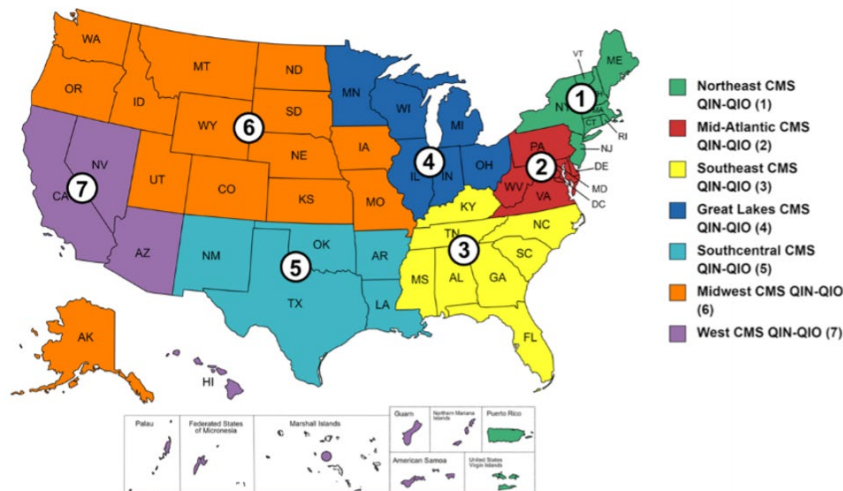 WA
OR
ID
MT
ND
SD
WY
NE
IA
UT
CO
KS
MO
AK
6
NV
CA
AZ
HI
7
NM
OK
TX
AR
LA
5
MN
WI
MI
IL
IN
OH
4
KY
TN
NC
SC
MS
AL
GA
FL
3
PA
WV
VA
DE
MD
DC
2
VT
ME
NY
MA
CT
RI
NJ
1
Northeast CMS
QIN-QIO (1)
Mid-Atlantic CMS
QIN-QIO (2)
Southeast CMS
QIN-QIO (3)
Great Lakes CMS
QIN-QIO (4)
Southcentral CMS
QIN-QIO (5)
Midwest CMS QIN-QIO
(6)
West CMS QIN-QIO (7)
Palau
Federated States
of Micronesia
Marshall Islands
Guam
Northern Mariana
Islands
Puerto Rico
American Samoa
United States
Virgin Islands